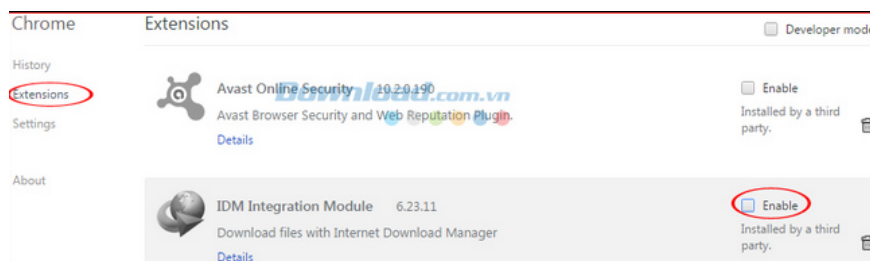 Chrome
Extensions
Developer mode
History
Extensions
Settings
About
Avast Online Security 10.2.0.190
Avast Browser Security and Web Reputation Plugin.
Details
Enable
Installed by a third
party.
Download.com.vn
IDM Integration Module 6.23.11
Download files with Internet Download Manager
Details
Enable
Installed by a third
party.